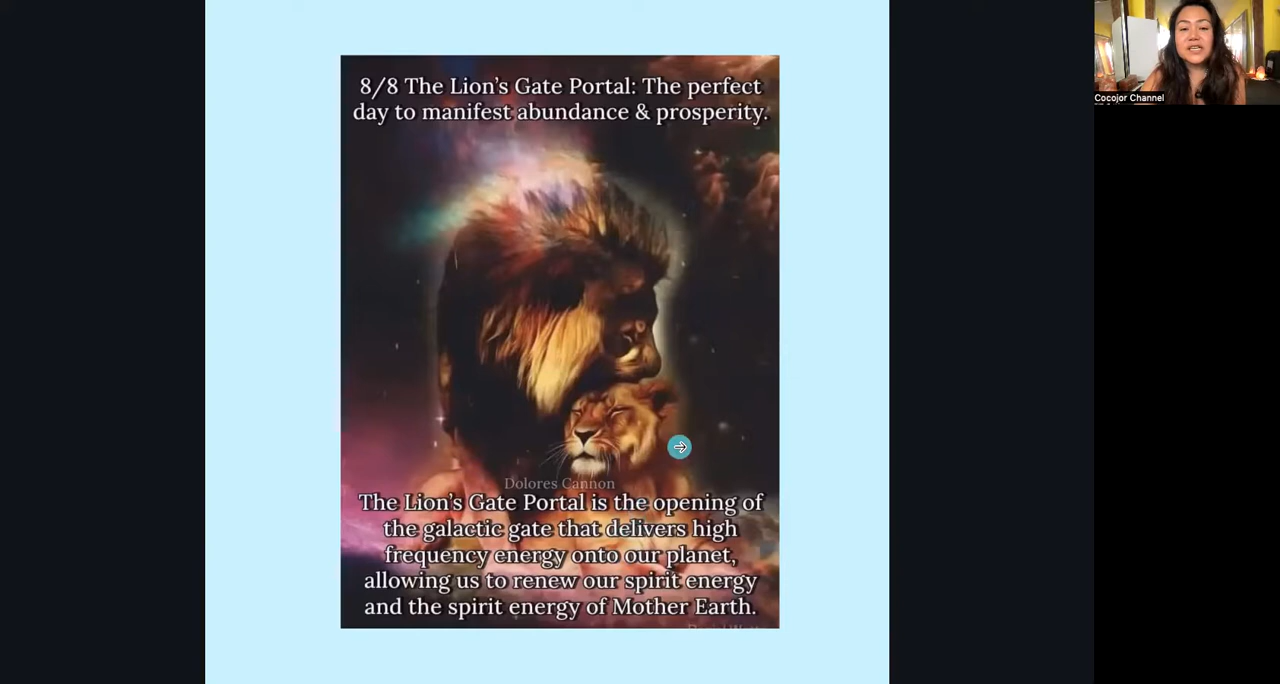 8/8 The Lion's Gate Portal: The perfect
day to manifest abundance & prosperity.
Dolores Cannon
The Lion's Gate Portal is the opening of
the galactic gate that delivers high
frequency energy onto our planet,
allowing us to renew our spirit energy
and the spirit energy of Mother Earth.
Cocojor Channel